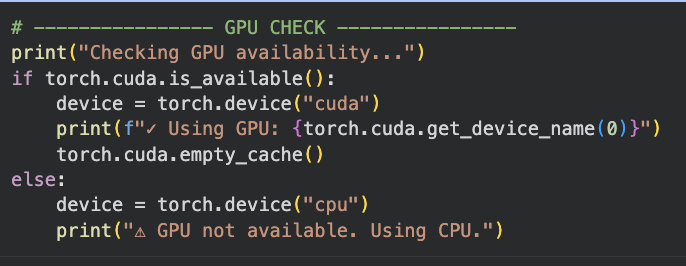 # --------------- GPU CHECK ---------------
print("Checking GPU availability...")
if torch.cuda.is_available():
    device = torch.device("cuda")
    print(f"✓ Using GPU: {torch.cuda.get_device_name(0)}")
    torch.cuda.empty_cache()
else:
    device = torch.device("cpu")
    print("⚠ GPU not available. Using CPU.")